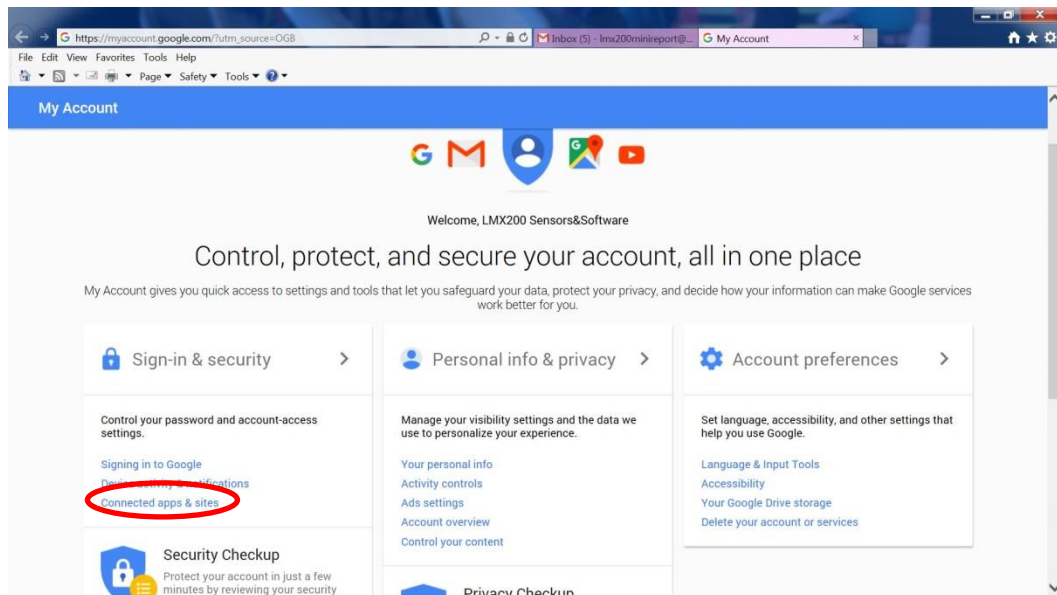 https://myaccount.google.com/?utm_source=OGB
Inbox (5) - lmx200minireport@...
My Account
File Edit View Favorites Tools Help
Page Safety Tools
My Account
Welcome, LMX200 Sensors&Software
Control, protect, and secure your account, all in one place
My Account gives you quick access to settings and tools that let you safeguard your data, protect your privacy, and decide how your information can make Google services
work better for you.
Sign-in & security
Control your password and account-access
settings.
Signing in to Google
Device activity & notifications
Connected apps & sites
Security Checkup
Protect your account in just a few
minutes by reviewing your security
Personal info & privacy
Manage your visibility settings and the data we
use to personalize your experience.
Your personal info
Activity controls
Ads settings
Account overview
Control your content
Privacy Checkup
Account preferences
Set language, accessibility, and other settings that
help you use Google.
Language & Input Tools
Accessibility
Your Google Drive storage
Delete your account or services